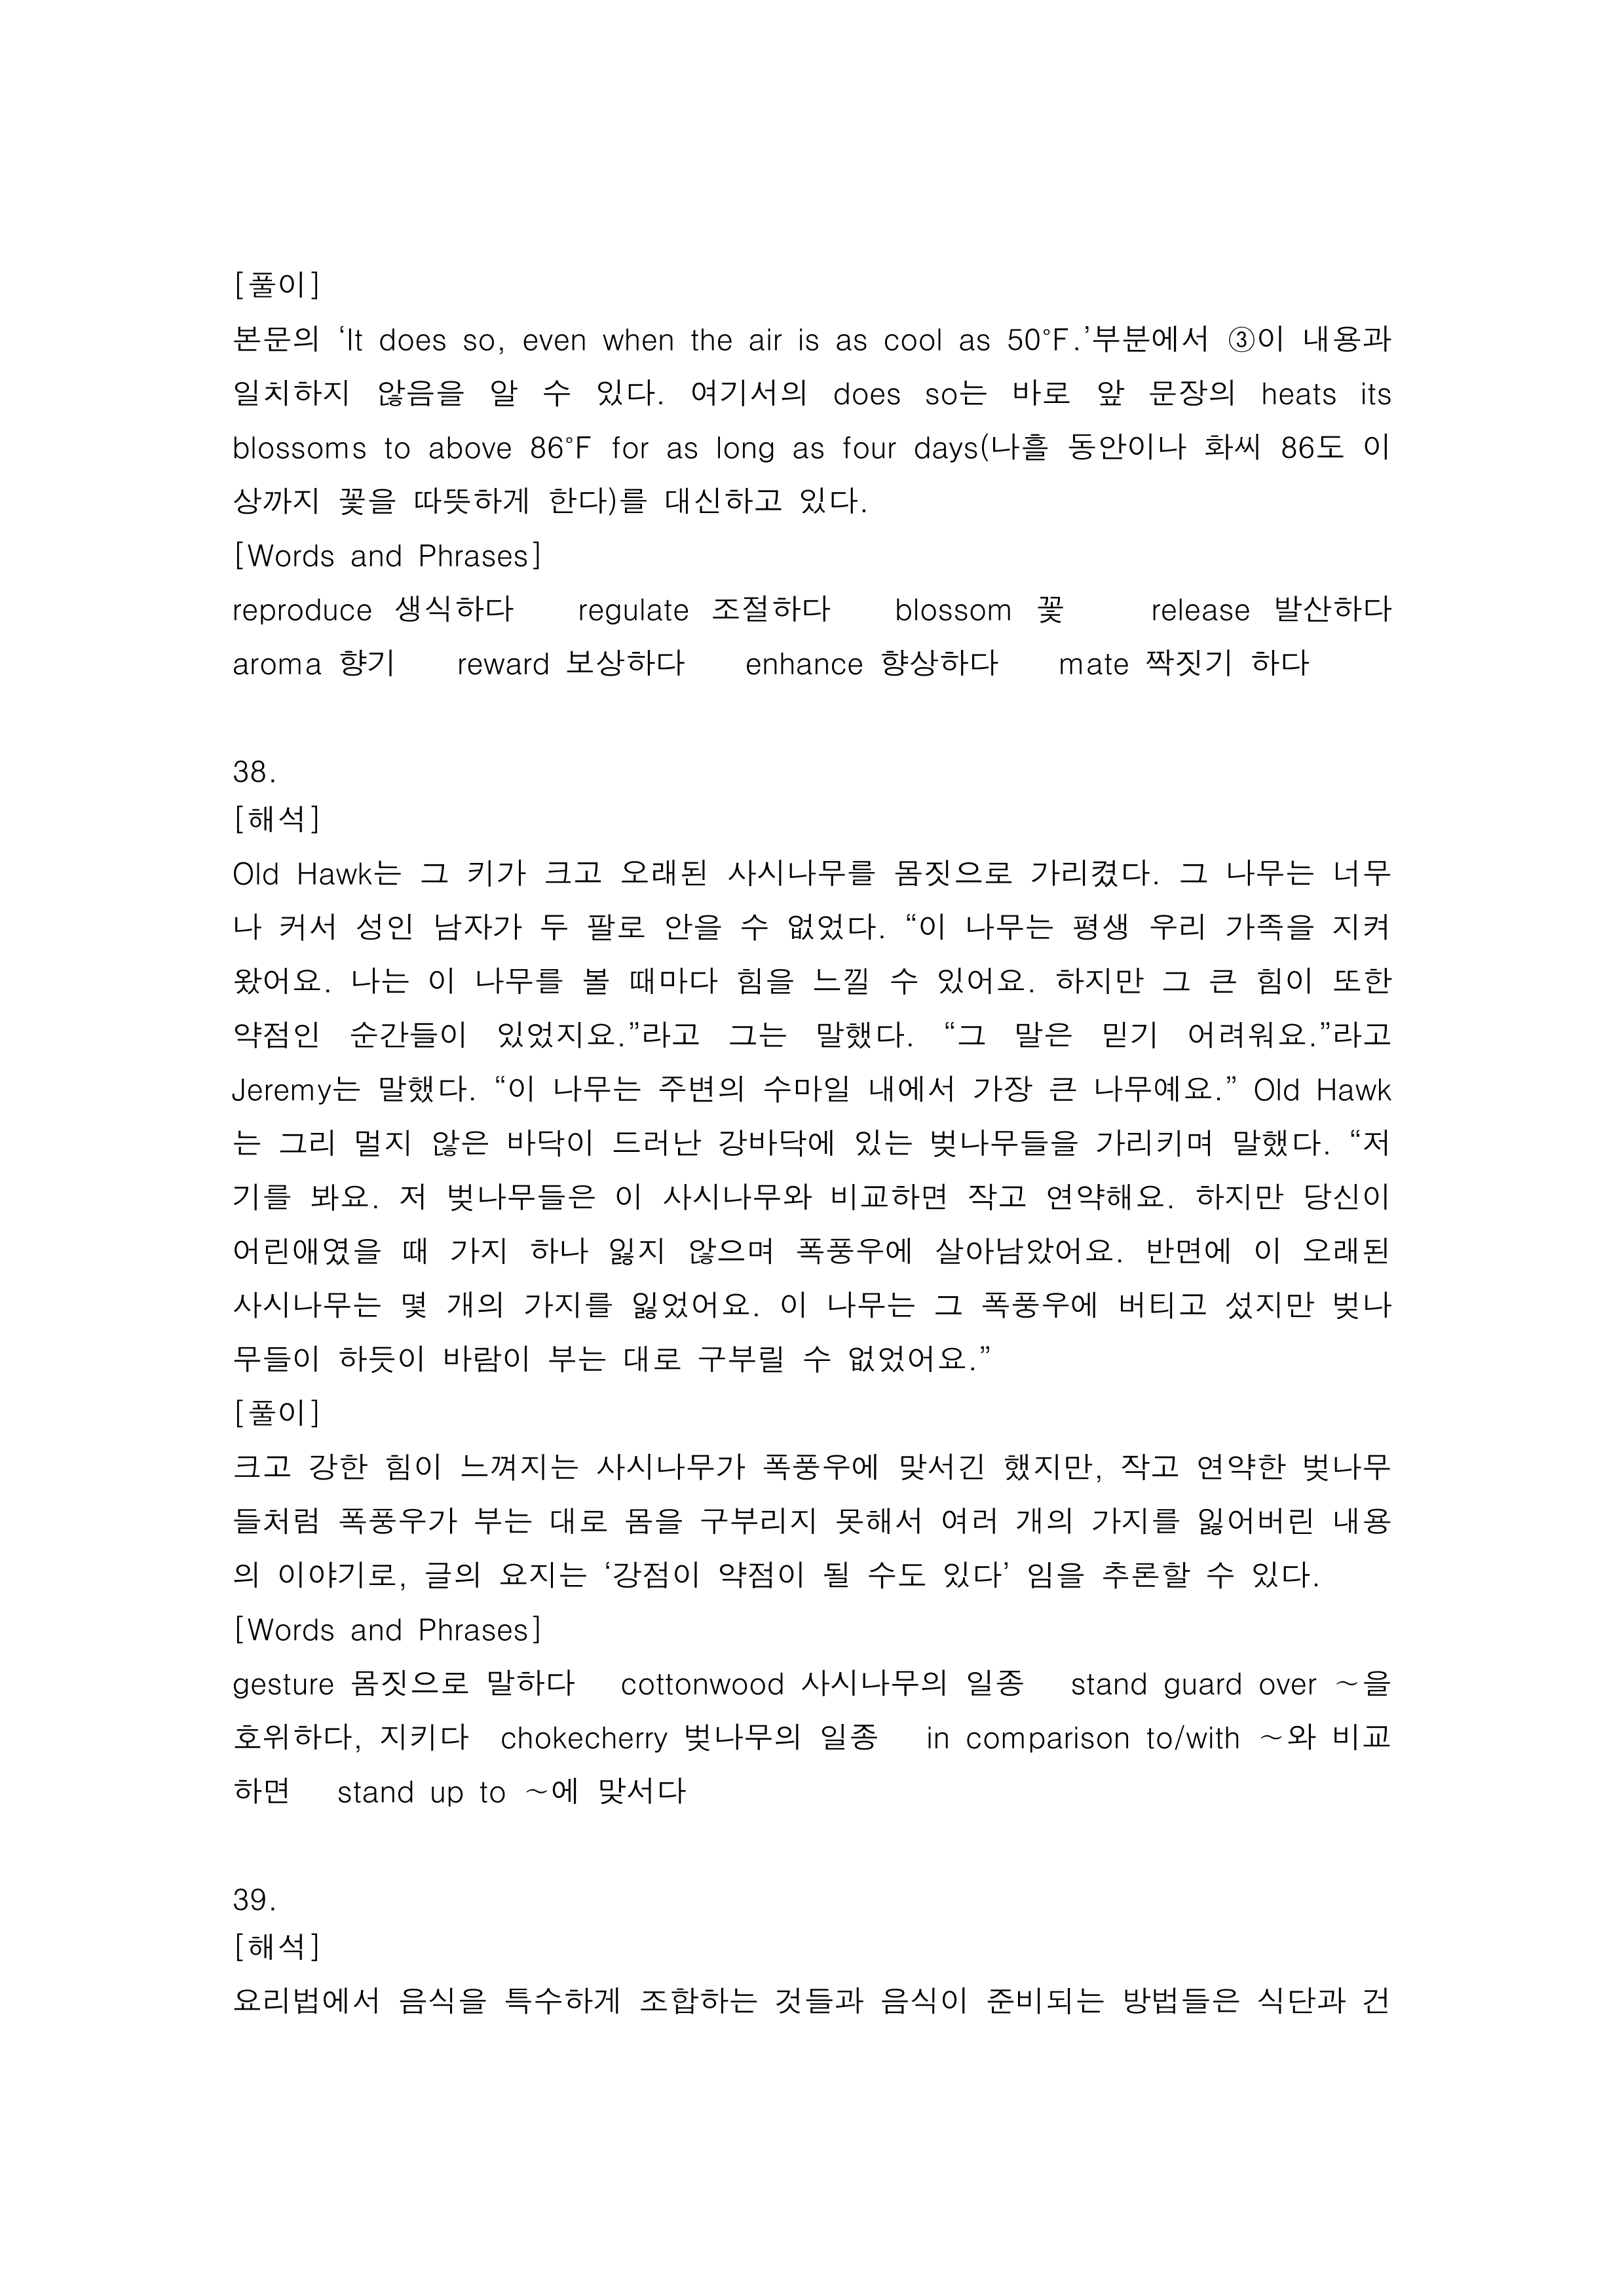 [풀이]
본문의 ‘It does so, even when the air is as cool as 50°F.’부분에서 ③이 내용과
일치하지 않음을 알 수 있다. 여기서의 does so는 바로 앞 문장의 heats its
blossoms to above 86°F for as long as four days(나흘 동안이나 화씨 86도 이
상까지 꽃을 따뜻하게 한다)를 대신하고 있다.
[Words and Phrases]
reproduce 생식하다 regulate 조절하다 blossom 꽃 release 발산하다
aroma 향기 reward 보상하다 enhance 향상하다 mate 짝짓기 하다
38.
[해석]
Old Hawk는 그 키가 크고 오래된 사시나무를 몸짓으로 가리켰다. 그 나무는 너무
나 커서 성인 남자가 두 팔로 안을 수 없었다. “이 나무는 평생 우리 가족을 지켜
왔어요. 나는 이 나무를 볼 때마다 힘을 느낄 수 있어요. 하지만 그 큰 힘이 또한
약점인 순간들이 있었지요.”라고 그는 말했다. “그 말은 믿기 어려워요.”라고
Jeremy는 말했다. “이 나무는 주변의 수마일 내에서 가장 큰 나무예요.” Old Hawk
는 그리 멀지 않은 바닥이 드러난 강바닥에 있는 벚나무들을 가리키며 말했다. “저
기를 봐요. 저 벚나무들은 이 사시나무와 비교하면 작고 연약해요. 하지만 당신이
어린애였을 때 가지 하나 잃지 않으며 폭풍우에 살아남았어요. 반면에 이 오래된
사시나무는 몇 개의 가지를 잃었어요. 이 나무는 그 폭풍우에 버티고 섰지만 벚나
무들이 하듯이 바람이 부는 대로 구부릴 수 없었어요.”
[풀이]
크고 강한 힘이 느껴지는 사시나무가 폭풍우에 맞서긴 했지만, 작고 연약한 벚나무
들처럼 폭풍우가 부는 대로 몸을 구부리지 못해서 여러 개의 가지를 잃어버린 내용
의 이야기로, 글의 요지는 ‘강점이 약점이 될 수도 있다’ 임을 추론할 수 있다.
[Words and Phrases]
gesture 몸짓으로 말하다 cottonwood 사시나무의 일종 stand guard over ~을
호위하다, 지키다 chokecherry 벚나무의 일종 in comparison to/with ~와 비교
하면 stand up to ~에 맞서다
39.
[해석]
요리법에서 음식을 특수하게 조합하는 것들과 음식이 준비되는 방법들은 식단과 건